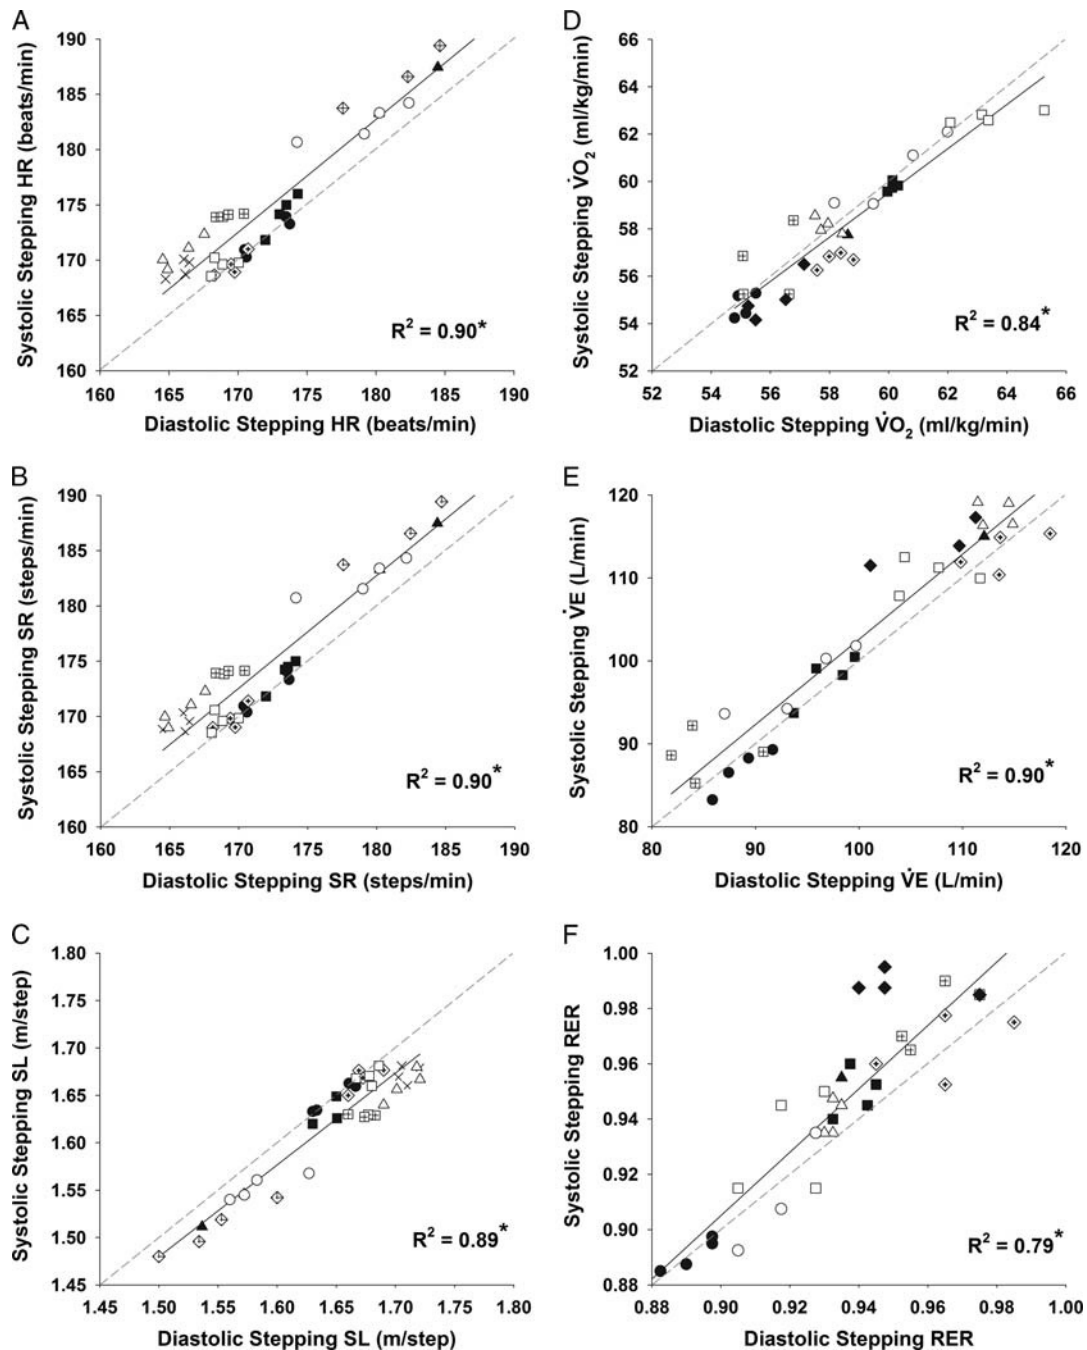 A
Systolic Stepping HR (beats/min)
190
185
180
175
170
165
160
R² = 0.90*
160 165 170 175 180 185 190
Diastolic Stepping HR (beats/min)
D
Systolic Stepping V̇O₂ (ml/kg/min)
66
64
62
60
58
56
54
52
R² = 0.84*
52 54 56 58 60 62 64 66
Diastolic Stepping V̇O₂ (ml/kg/min)
B
Systolic Stepping SR (steps/min)
190
185
180
175
170
165
160
R² = 0.90*
160 165 170 175 180 185 190
Diastolic Stepping SR (steps/min)
E
Systolic Stepping V̇E (L/min)
120
110
100
90
80
R² = 0.90*
80 90 100 110 120
Diastolic Stepping V̇E (L/min)
C
Systolic Stepping SL (m/step)
1.80
1.75
1.70
1.65
1.60
1.55
1.50
1.45
R² = 0.89*
1.45 1.50 1.55 1.60 1.65 1.70 1.75 1.80
Diastolic Stepping SL (m/step)
F
Systolic Stepping RER
1.00
0.98
0.96
0.94
0.92
0.90
0.88
R² = 0.79*
0.88 0.90 0.92 0.94 0.96 0.98 1.00
Diastolic Stepping RER